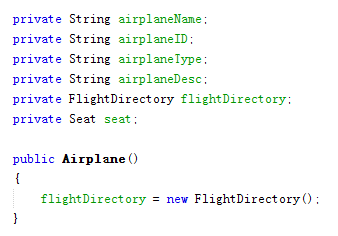 private String airplaneName;
private String airplaneID;
private String airplaneType;
private String airplaneDesc;
private FlightDirectory flightDirectory;
private Seat seat;
public Airplane()
{
flightDirectory = new FlightDirectory();
}